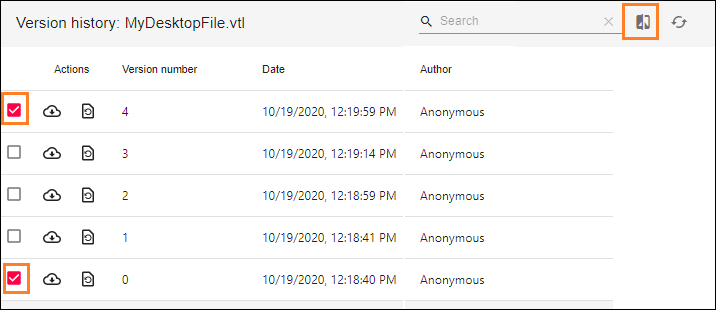 Version history: MyDesktopFile.vtl Search
Actions Version number Date Author
4 10/19/2020, 12:19:59 PM Anonymous
3 10/19/2020, 12:19:14 PM Anonymous
2 10/19/2020, 12:18:59 PM Anonymous
1 10/19/2020, 12:18:41 PM Anonymous
0 10/19/2020, 12:18:40 PM Anonymous